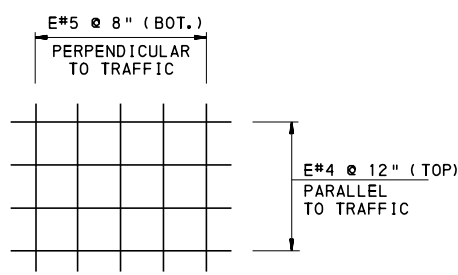 E#5 @ 8" (BOT.)
PERPENDICULAR
TO TRAFFIC
E#4 @ 12" (TOP)
PARALLEL
TO TRAFFIC